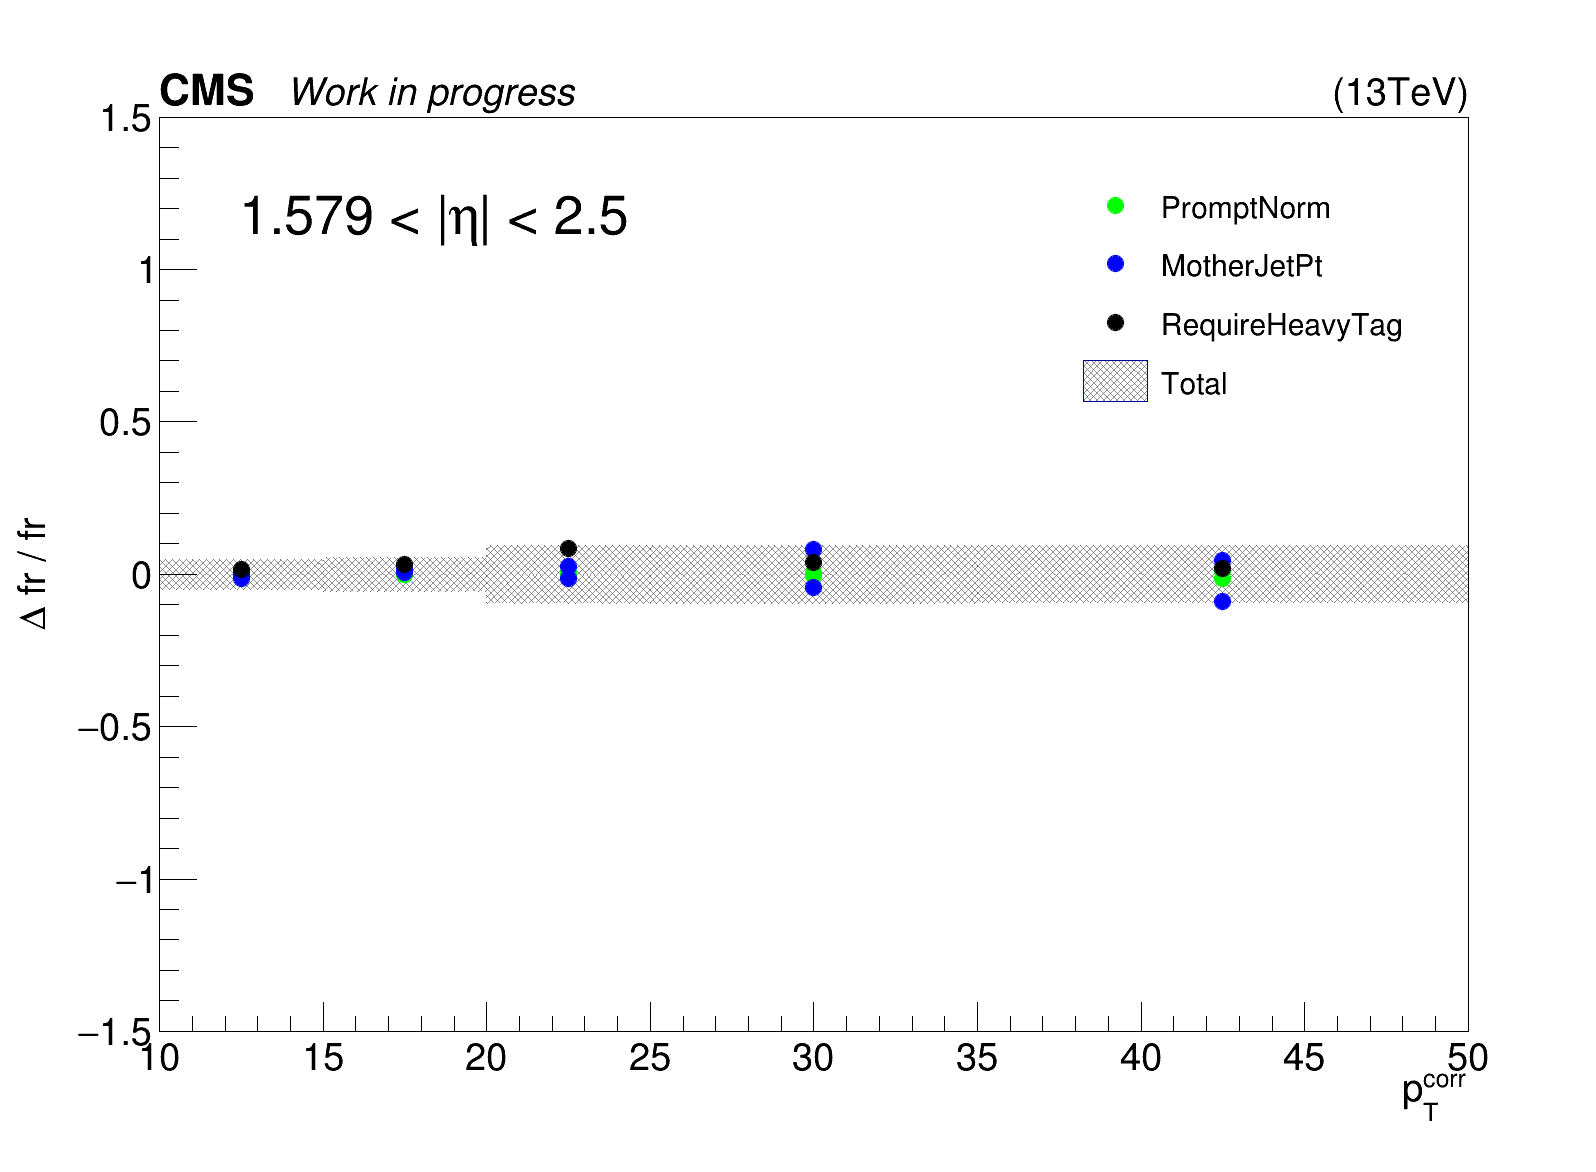 CMS Work in progress (13TeV)
1.579 < |η| < 2.5
PromptNorm
MotherJetPt
RequireHeavyTag
Total
1.5
1
0.5
0
−0.5
−1
−1.5
Δ fr / fr
10 15 20 25 30 35 40 45 50
p_T^corr